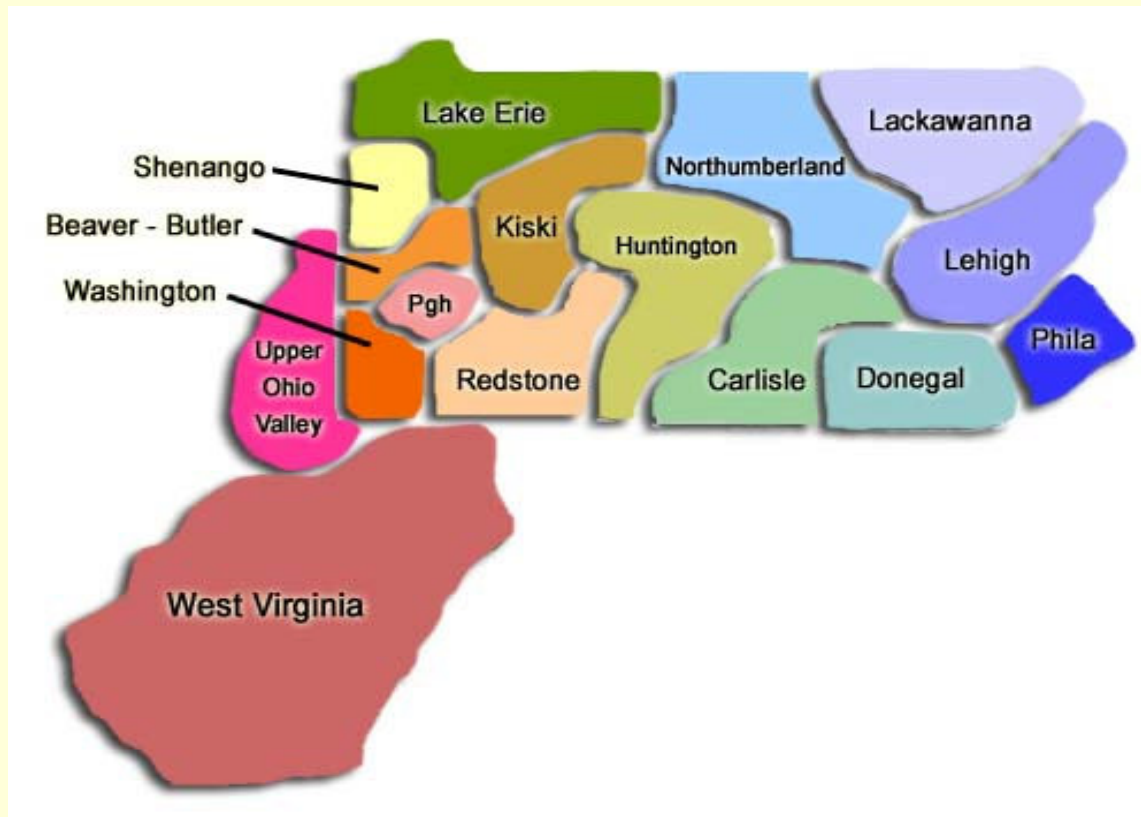 Lake Erie
Lackawanna
Shenango
Northumberland
Beaver - Butler
Kiski
Huntington
Lehigh
Washington
Pgh
Phila
Upper
Ohio
Valley
Redstone
Carlisle
Donegal
West Virginia